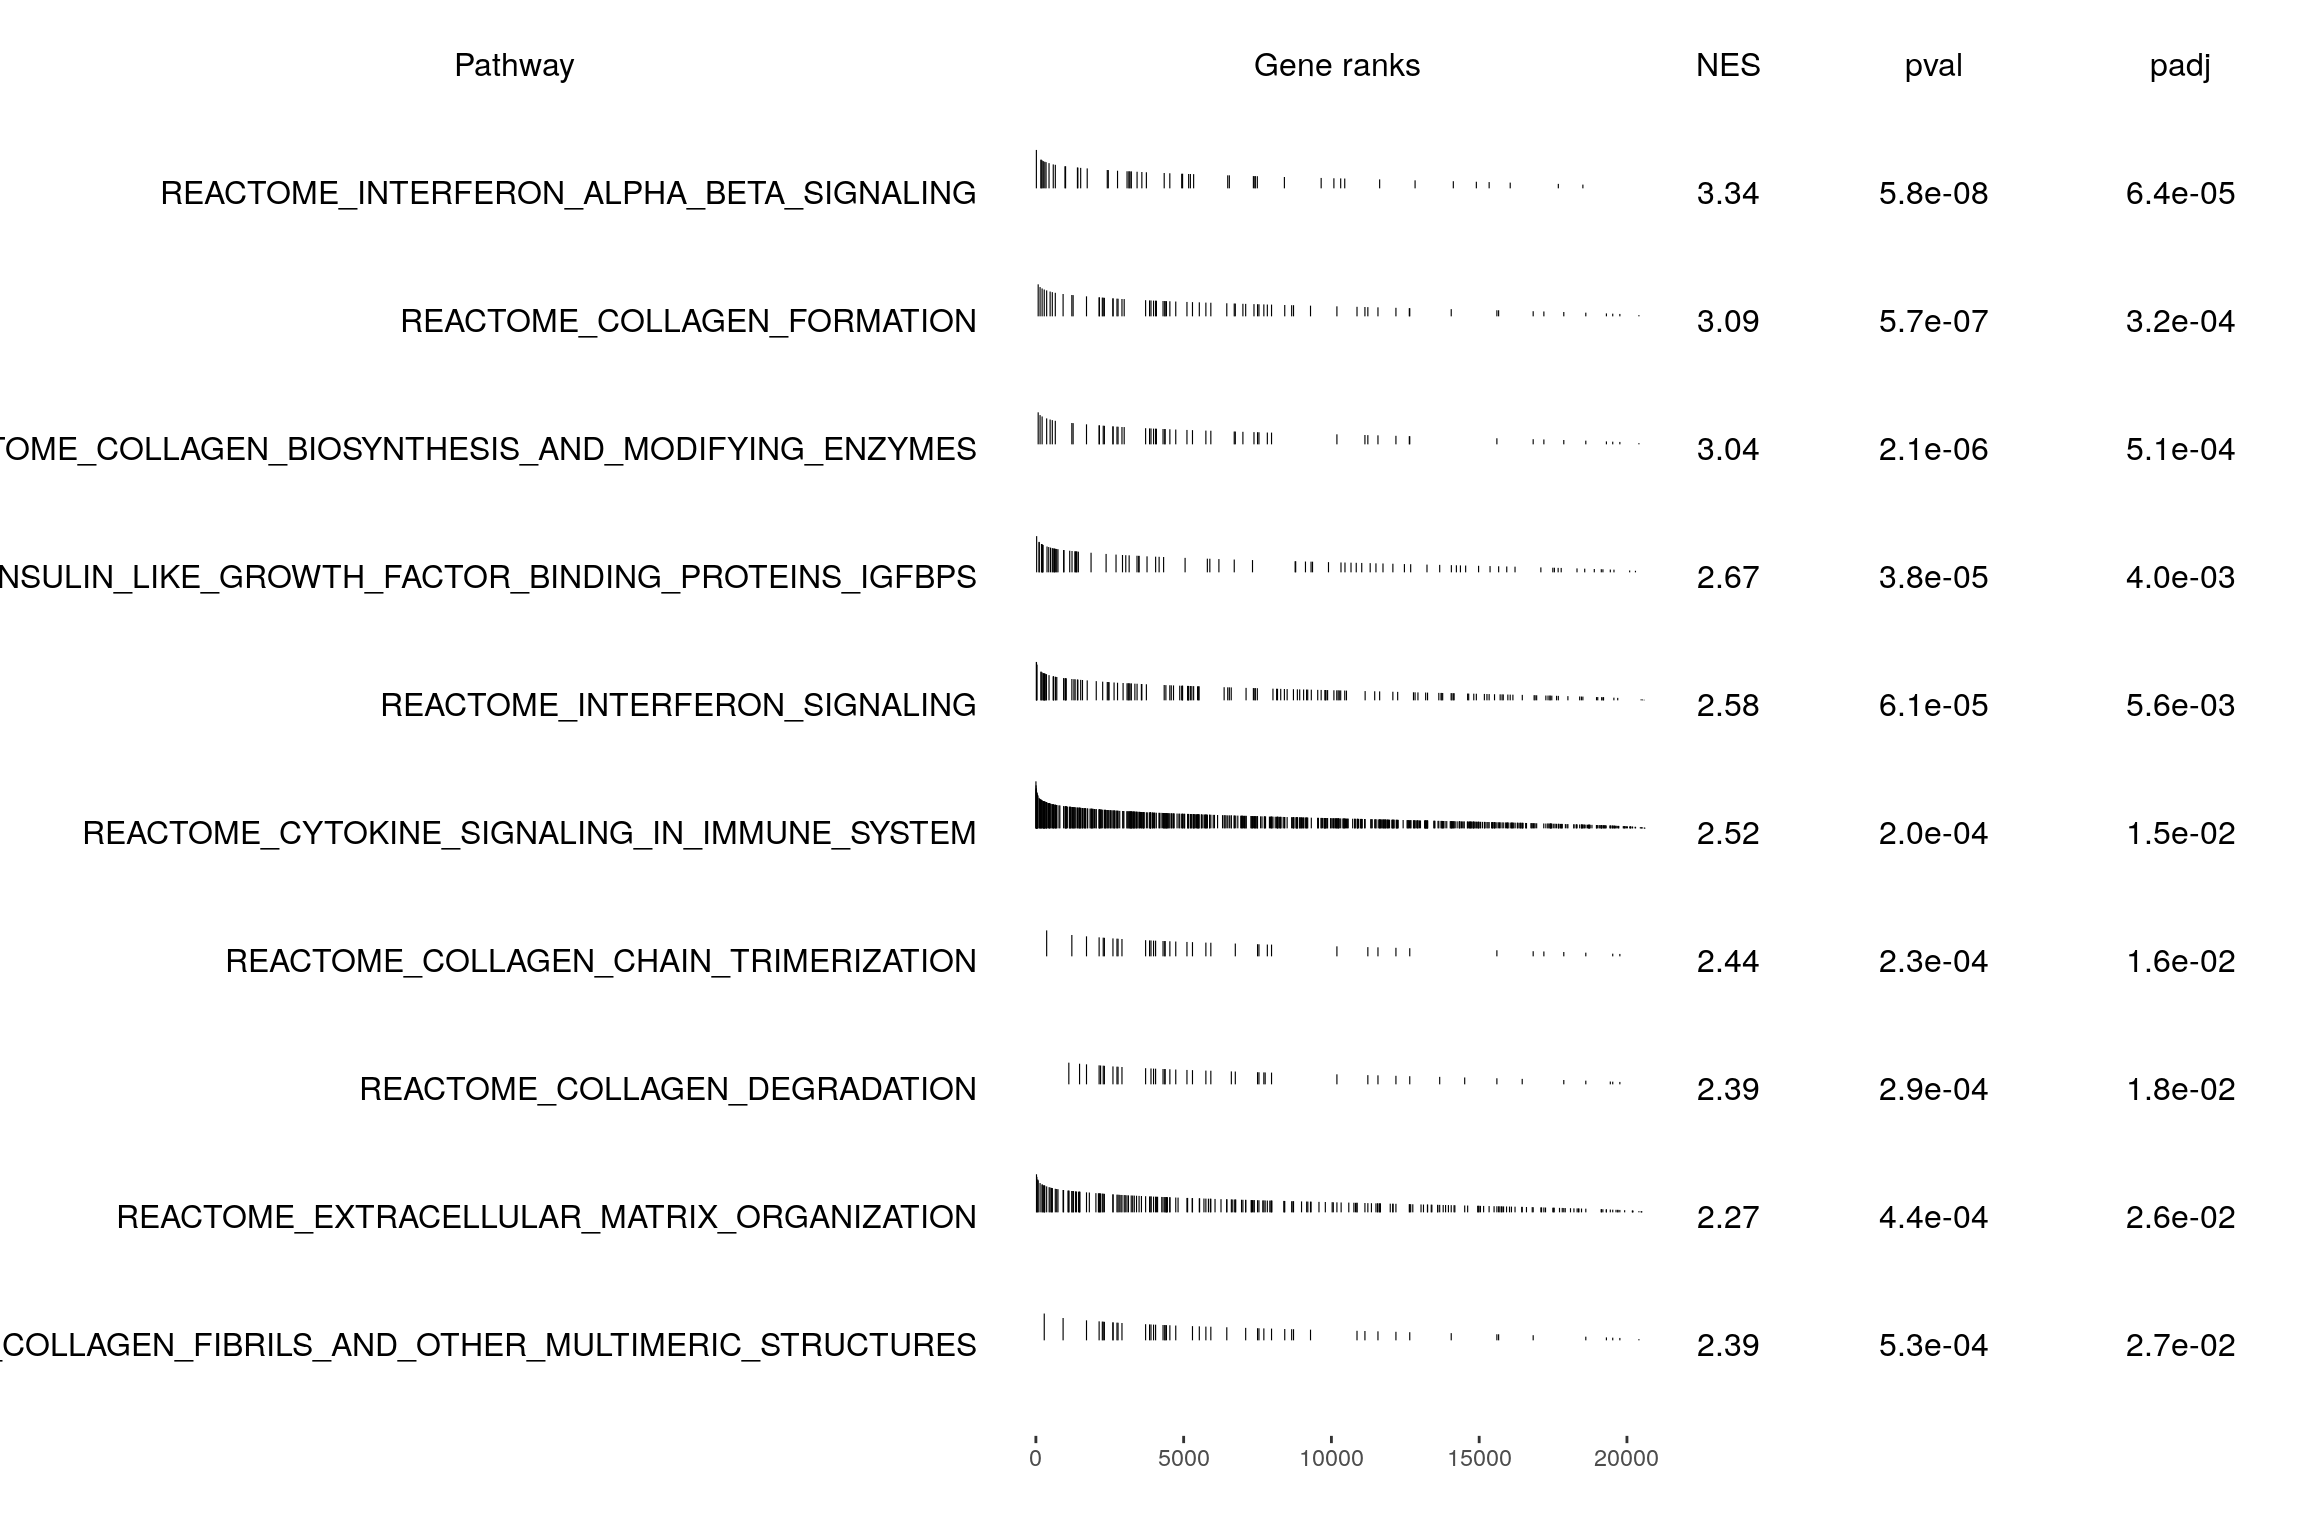 Pathway Gene ranks NES pval padj
REACTOME_INTERFERON_ALPHA_BETA_SIGNALING 3.34 5.8e-08 6.4e-05
REACTOME_COLLAGEN_FORMATION 3.09 5.7e-07 3.2e-04
TOME_COLLAGEN_BIOSYNTHESIS_AND_MODIFYING_ENZYMES 3.04 2.1e-06 5.1e-04
NSULIN_LIKE_GROWTH_FACTOR_BINDING_PROTEINS_IGFBPS 2.67 3.8e-05 4.0e-03
REACTOME_INTERFERON_SIGNALING 2.58 6.1e-05 5.6e-03
REACTOME_CYTOKINE_SIGNALING_IN_IMMUNE_SYSTEM 2.52 2.0e-04 1.5e-02
REACTOME_COLLAGEN_CHAIN_TRIMERIZATION 2.44 2.3e-04 1.6e-02
REACTOME_COLLAGEN_DEGRADATION 2.39 2.9e-04 1.8e-02
REACTOME_EXTRACELLULAR_MATRIX_ORGANIZATION 2.27 4.4e-04 2.6e-02
_COLLAGEN_FIBRILS_AND_OTHER_MULTIMERIC_STRUCTURES 2.39 5.3e-04 2.7e-02
0 5000 10000 15000 20000